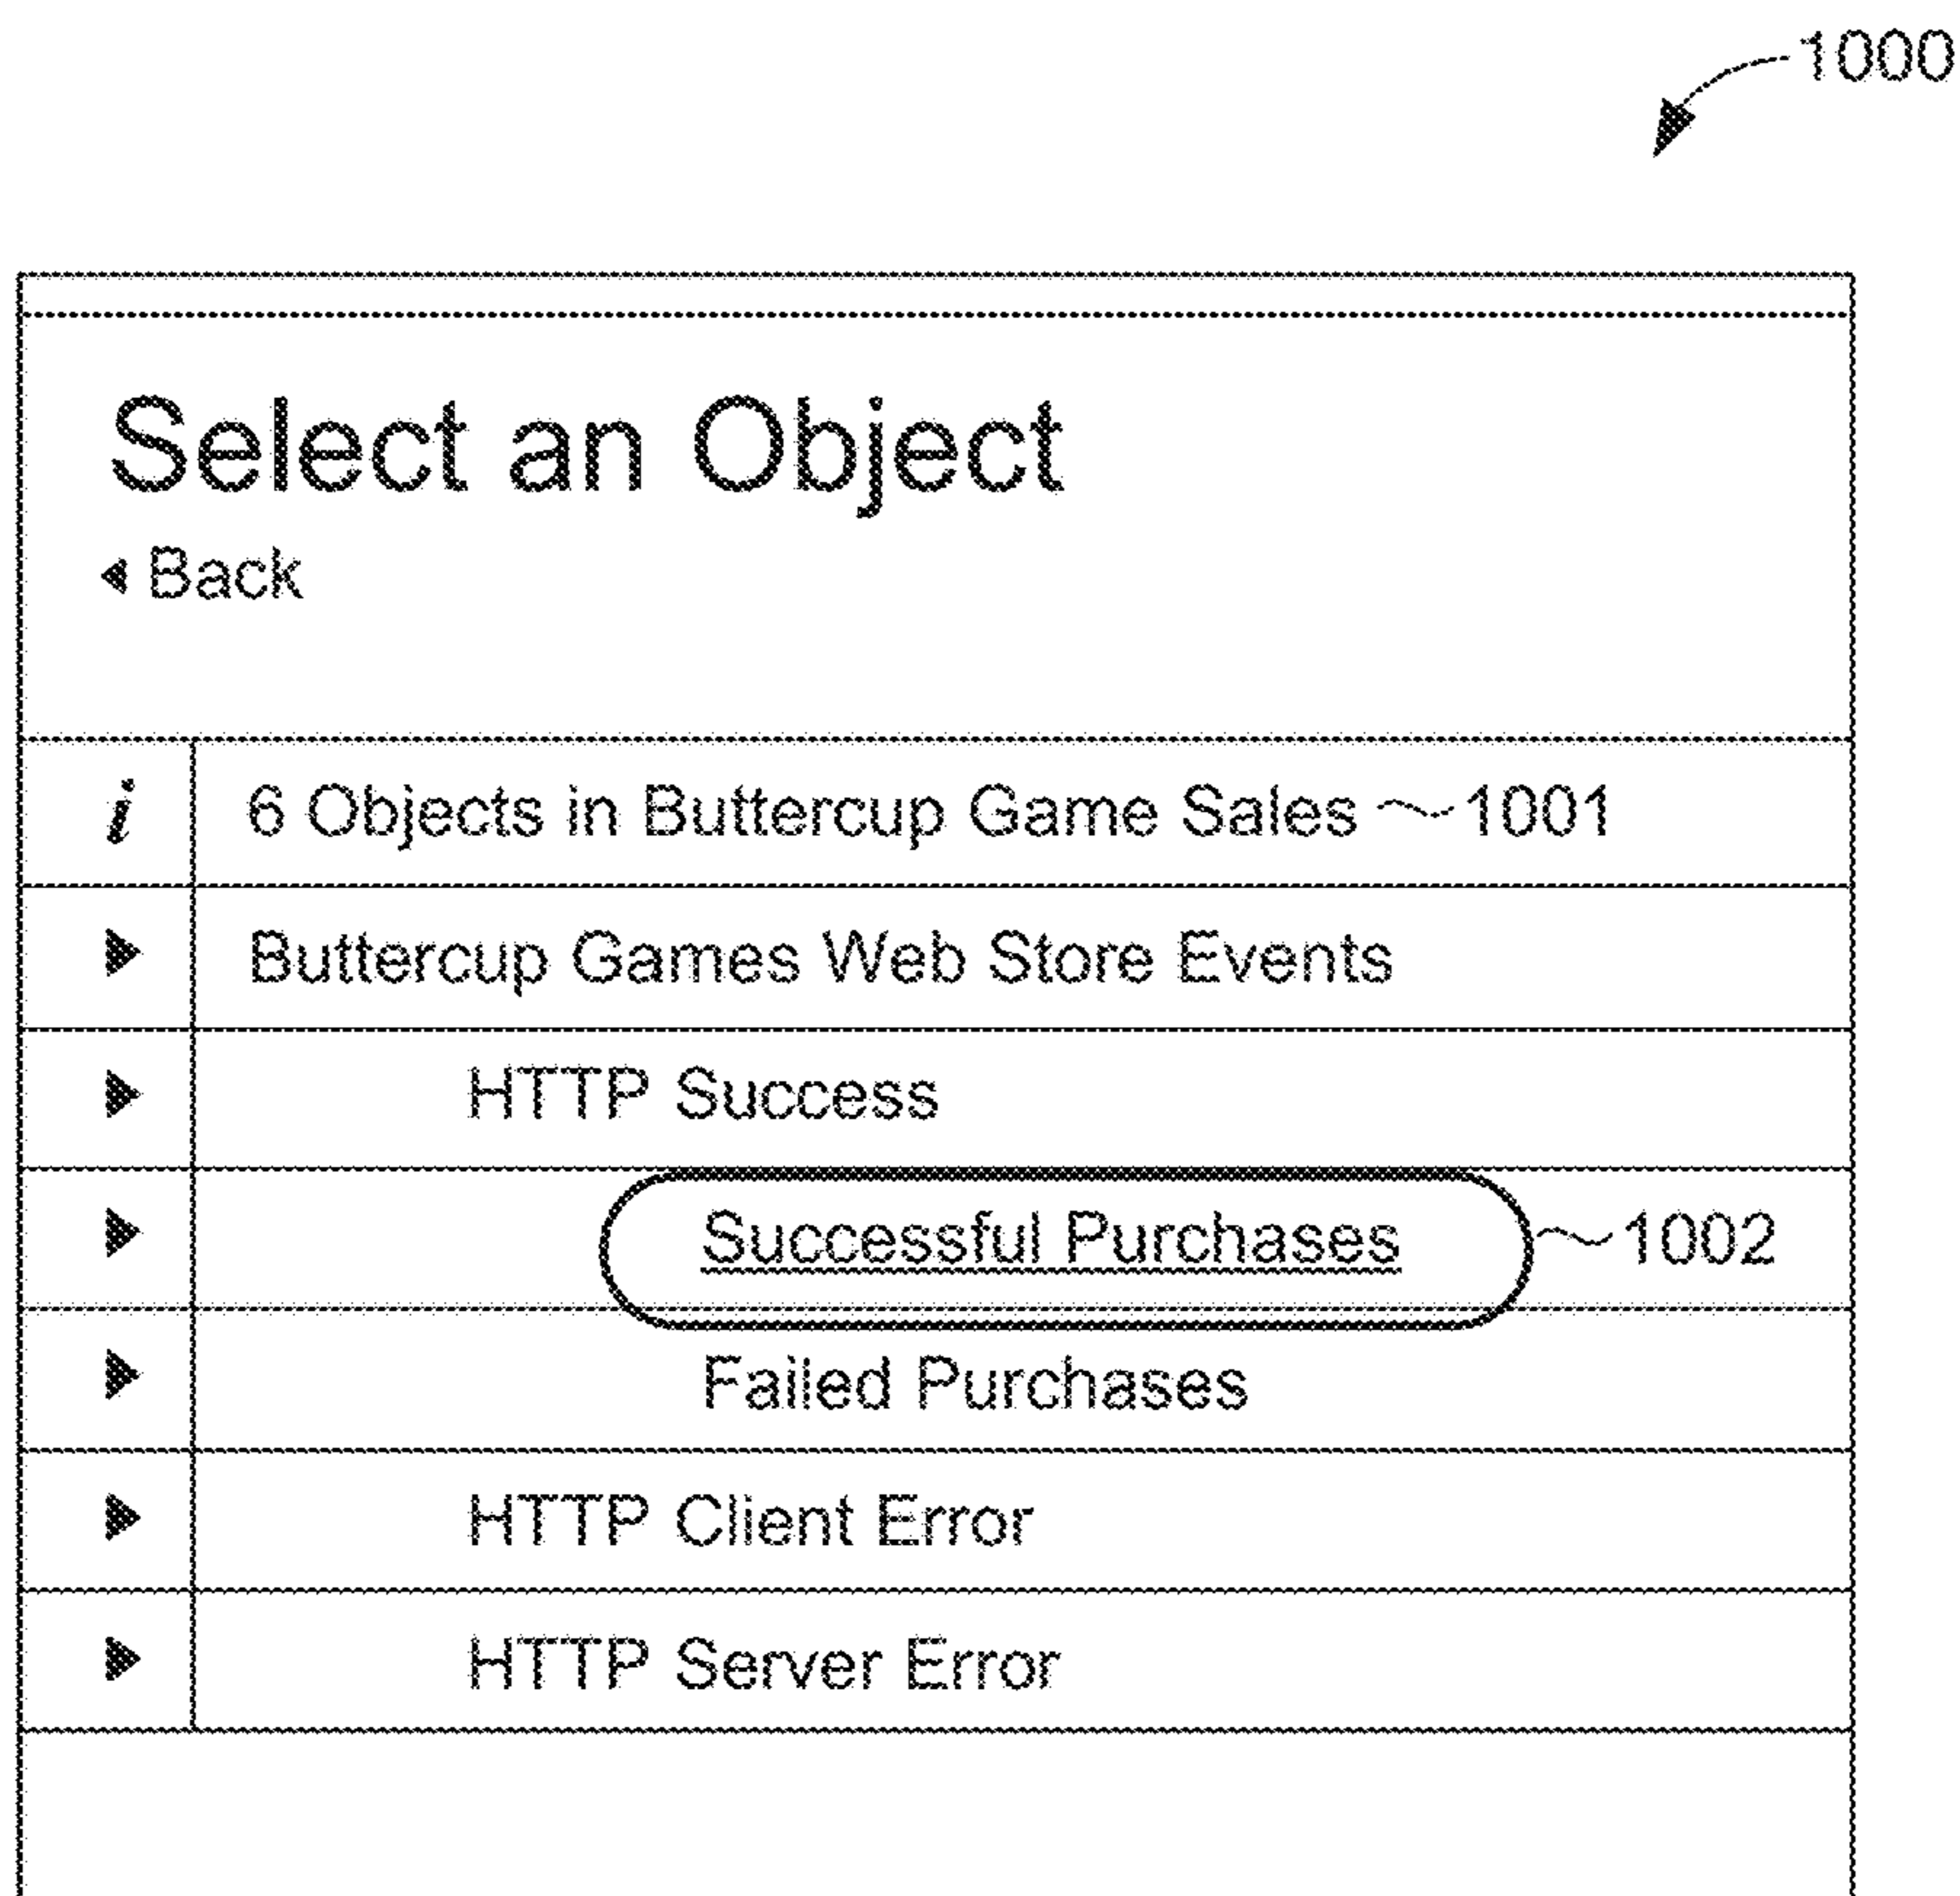 1000
Select an Object
Back
i 6 Objects in Buttercup Game Sales 1001
Buttercup Games Web Store Events
HTTP Success
Successful Purchases 1002
Failed Purchases
HTTP Client Error
HTTP Server Error